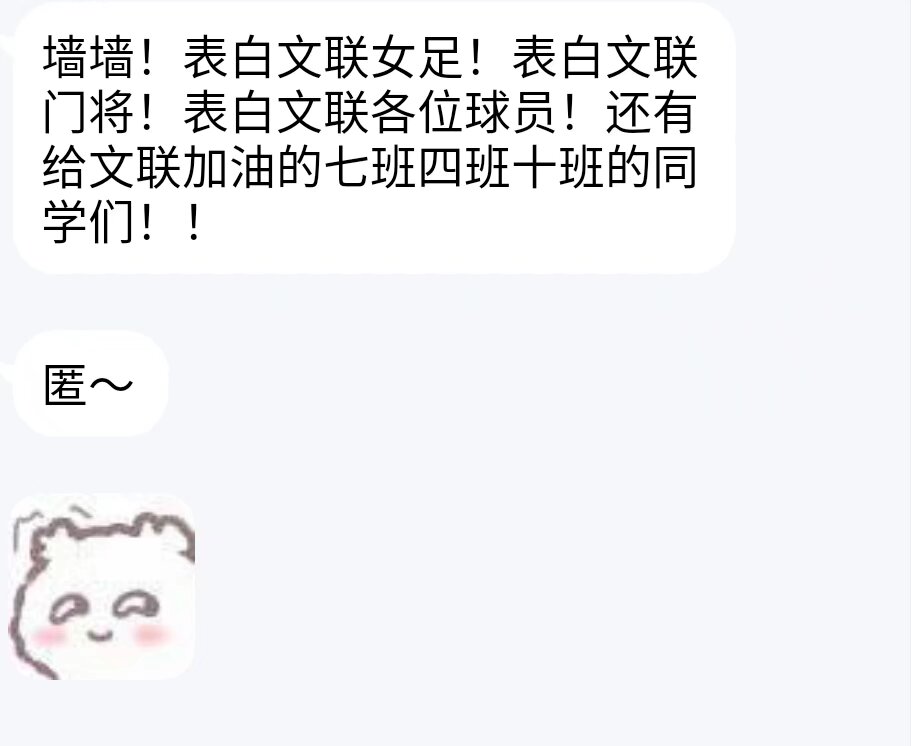 墙墙！表白文联女足！表白文联
门将！表白文联各位球员！还有
给文联加油的七班四班十班的同
学们！！
匿～